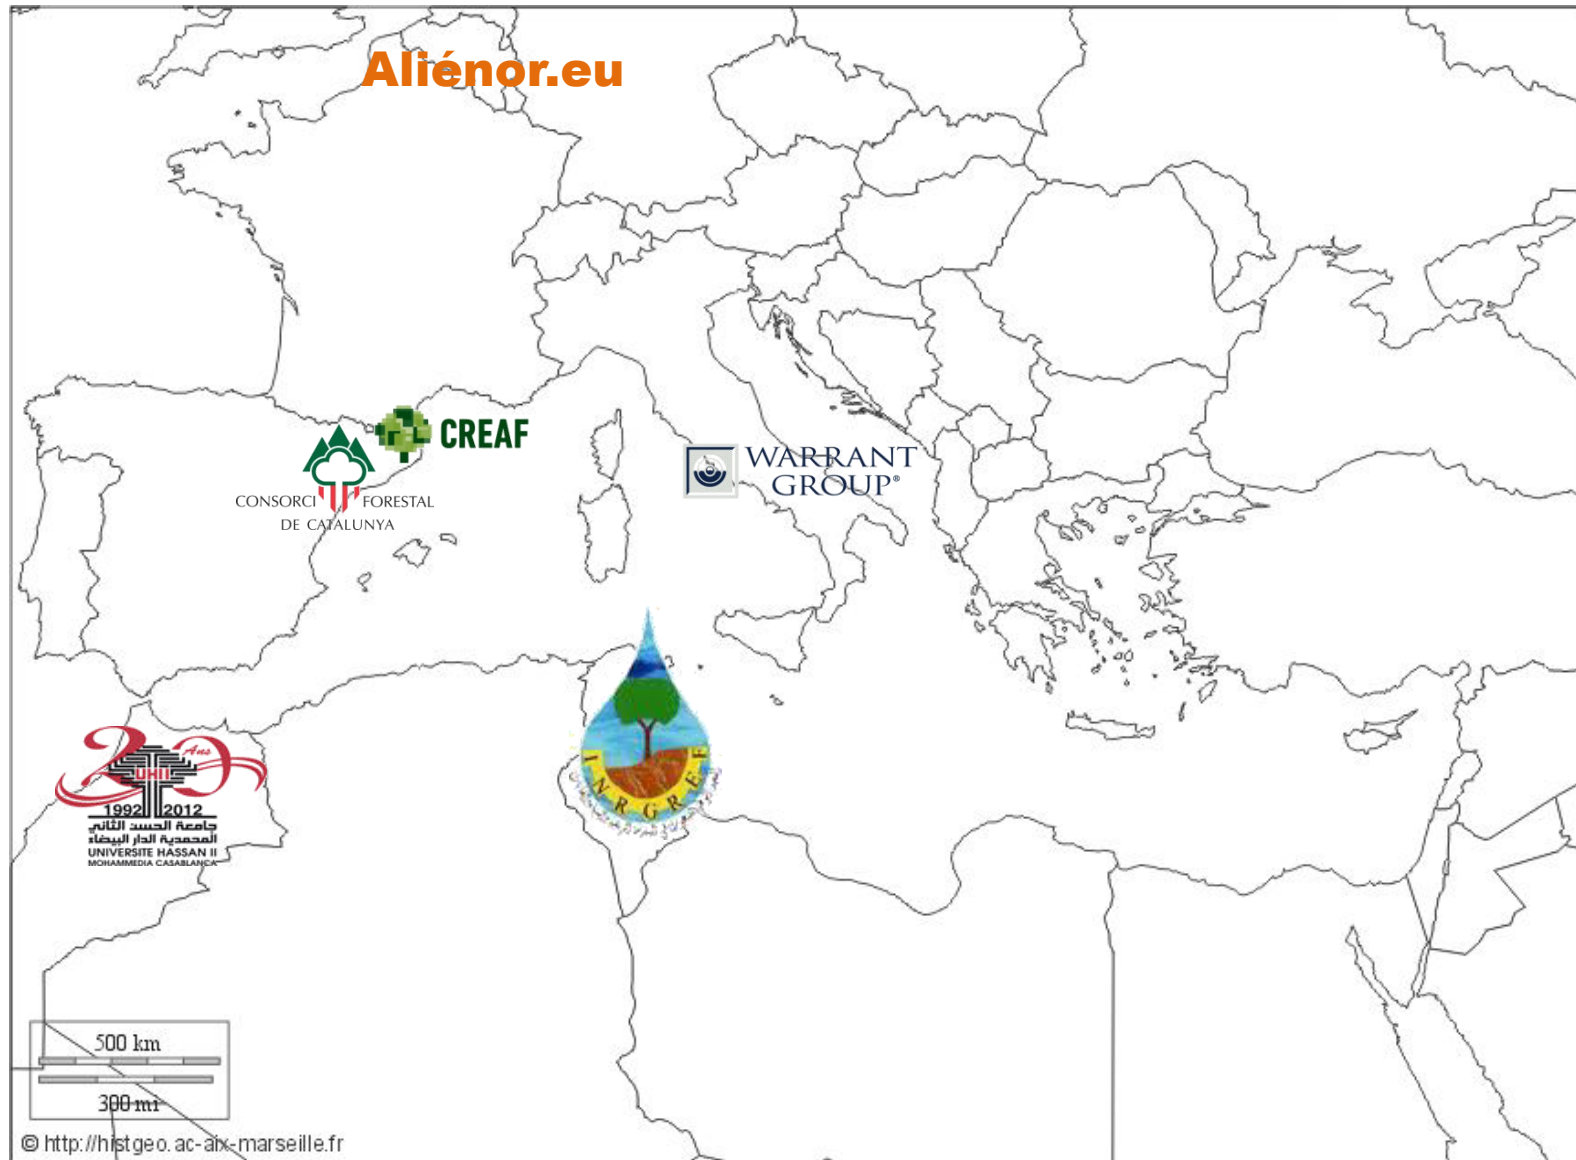 Aliénor.eu
CREAF
CONSORCI FORESTAL
DE CATALUNYA
WARRANT
GROUP®
INRGREF
20 Ans
UHII
1992 2012
جامعة الحسن الثاني
المحمدية الدار البيضاء
UNIVERSITE HASSAN II
MOHAMMEDIA CASABLANCA
500 km
300 mi
© http://histgeo.ac-aix-marseille.fr